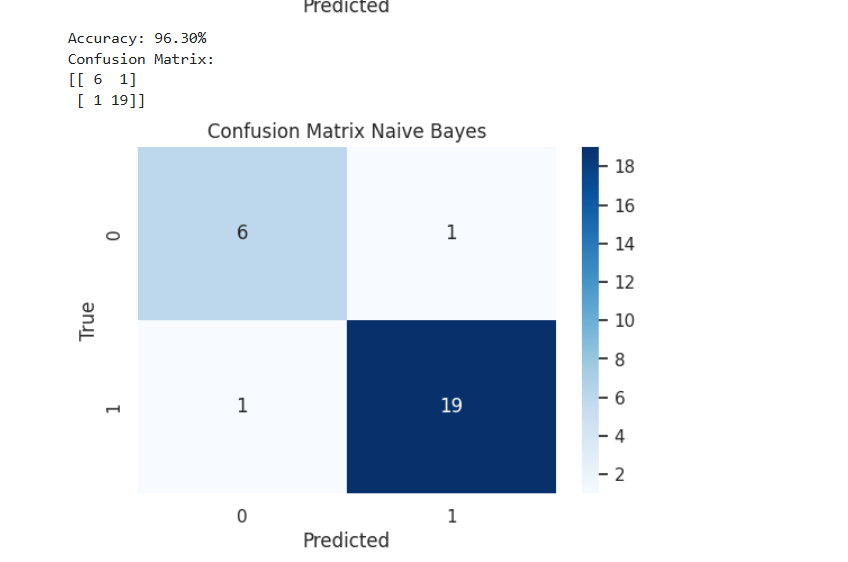 Predicted
Accuracy: 96.30%
Confusion Matrix:
[[ 6  1]
 [ 1 19]]
Confusion Matrix Naive Bayes
18
16
14
12
10
8
6
4
2
0
6
1
True
1
1
19
0
1
Predicted